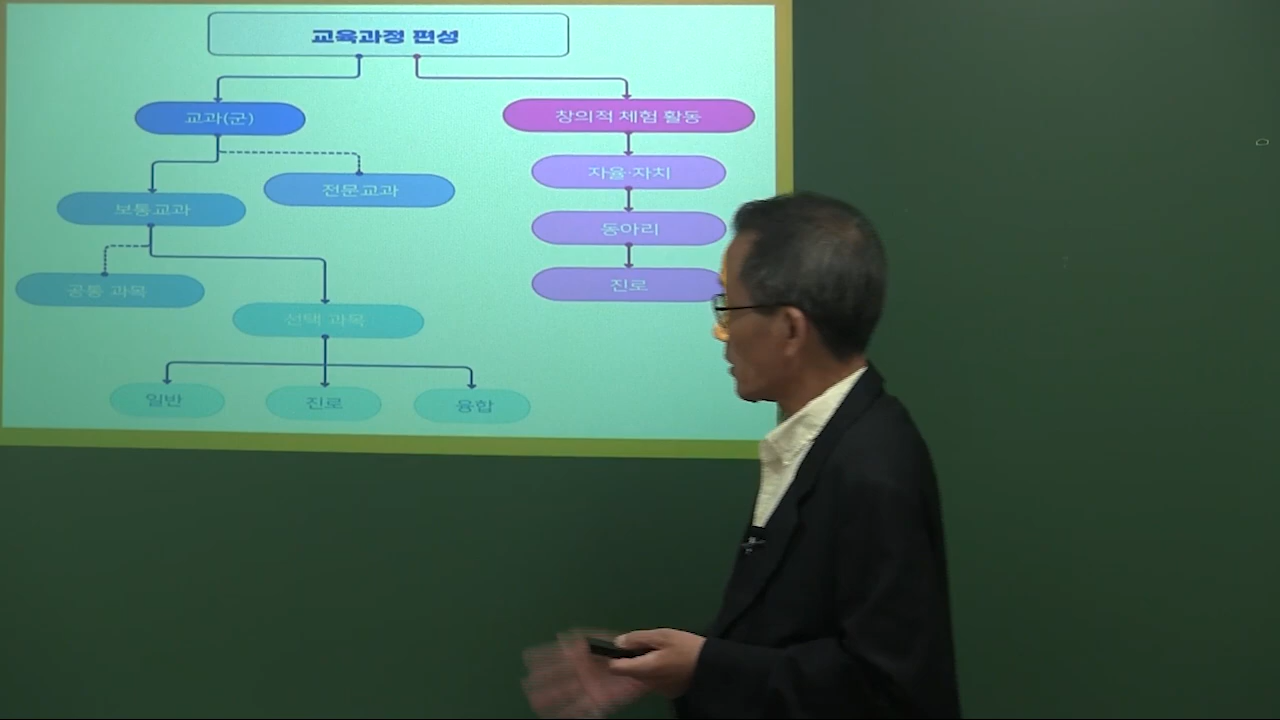 교육과정 편성
교과(군)
창의적 체험 활동
전문교과
자율·자치
보통교과
동아리
공통 과목
진로
선택 과목
일반
진로
융합